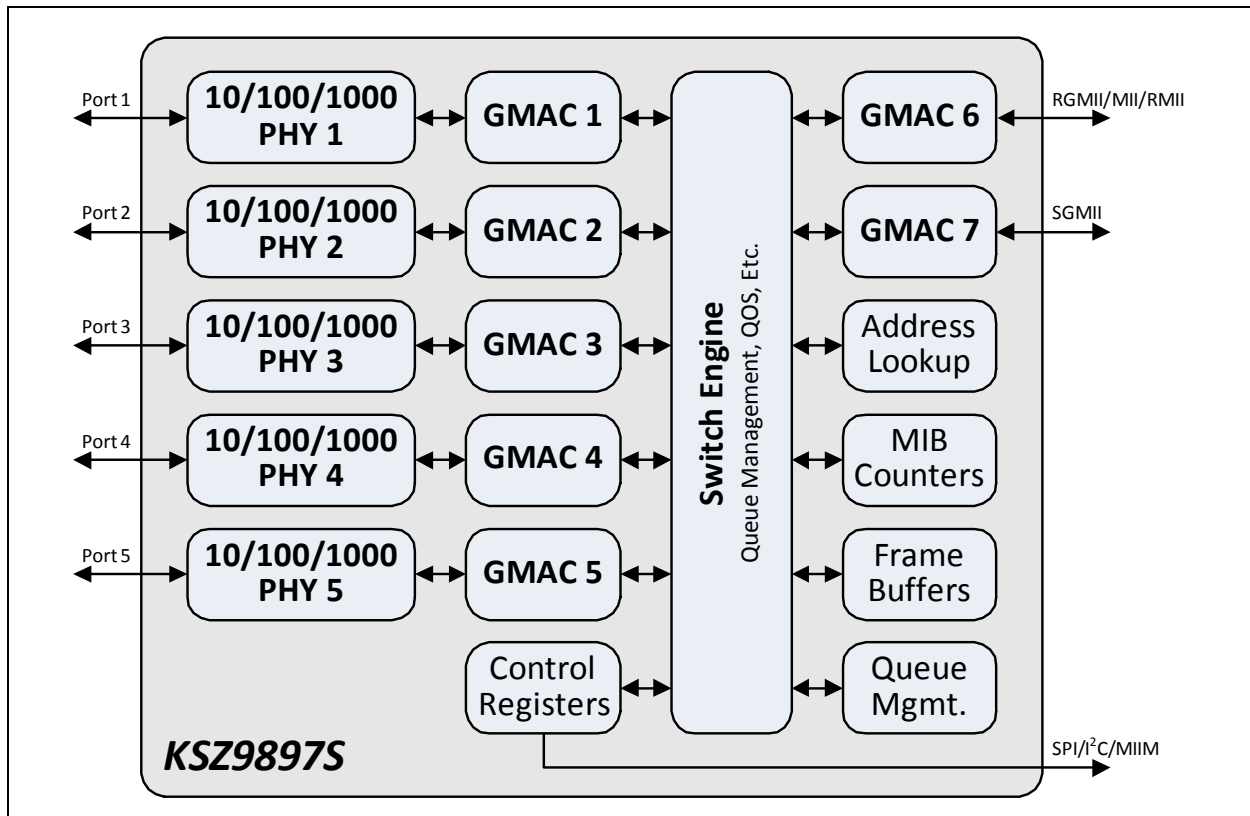 Port 1
10/100/1000
PHY 1
GMAC 1
GMAC 6
RGMII/MII/RMII
Port 2
10/100/1000
PHY 2
GMAC 2
GMAC 7
SGMII
Port 3
10/100/1000
PHY 3
GMAC 3
Address
Lookup
Port 4
10/100/1000
PHY 4
GMAC 4
MIB
Counters
Port 5
10/100/1000
PHY 5
GMAC 5
Frame
Buffers
Switch Engine
Queue Management, QOS, Etc.
Control
Registers
Queue
Mgmt.
KSZ9897S
SPI/I²C/MIIM